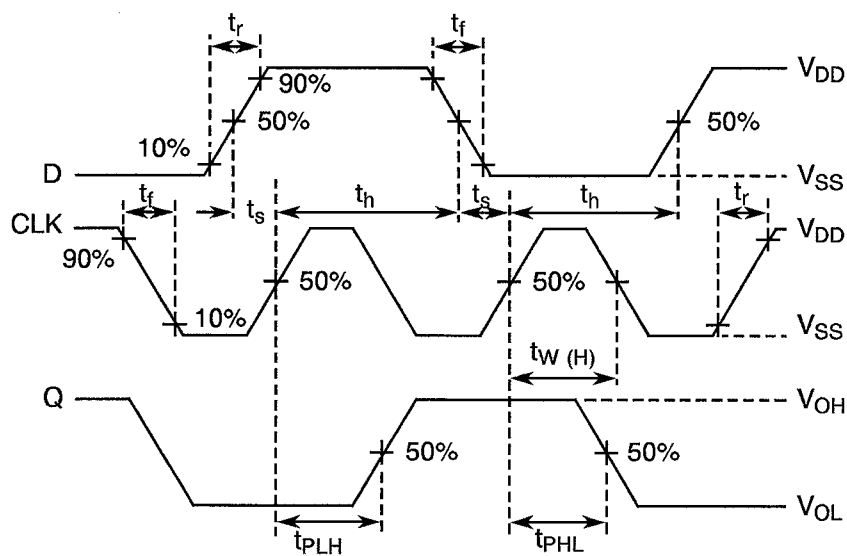 tr tf
VDD
90%
50% 50%
10%
D VSS
tf ts th ts th tr
CLK VDD
90%
50% 50%
10%
VSS
tW (H)
Q VOH
50% 50%
VOL
tPLH tPHL